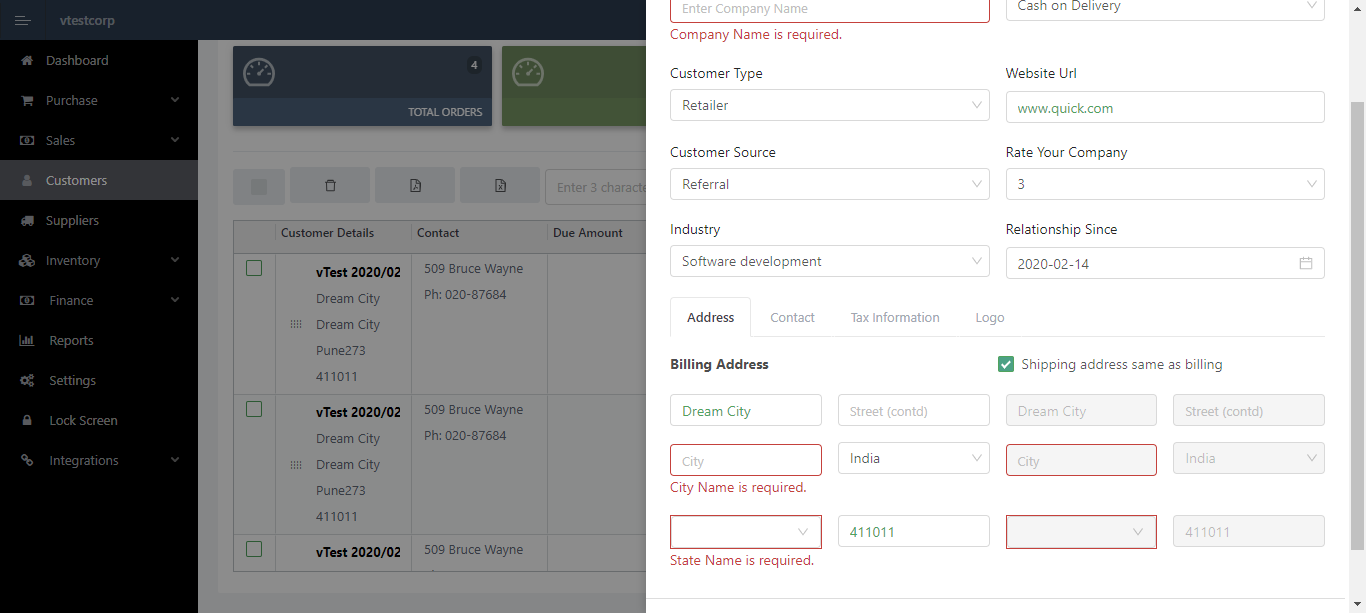 vtestcorp
Dashboard
Purchase
Sales
Customers
Suppliers
Inventory
Finance
Reports
Settings
Lock Screen
Integrations
4
TOTAL ORDERS
Enter 3 characte
Customer Details Contact Due Amount
vTest 2020/02 509 Bruce Wayne
Dream City Ph: 020-87684
Dream City
Pune273
411011
vTest 2020/02 509 Bruce Wayne
Dream City Ph: 020-87684
Dream City
Pune273
411011
vTest 2020/02 509 Bruce Wayne
Enter Company Name Cash on Delivery
Company Name is required.
Customer Type Website Url
Retailer www.quick.com
Customer Source Rate Your Company
Referral 3
Industry Relationship Since
Software development 2020-02-14
Address Contact Tax Information Logo
Billing Address Shipping address same as billing
Dream City Street (contd) Dream City Street (contd)
City India City India
City Name is required.
411011 411011
State Name is required.